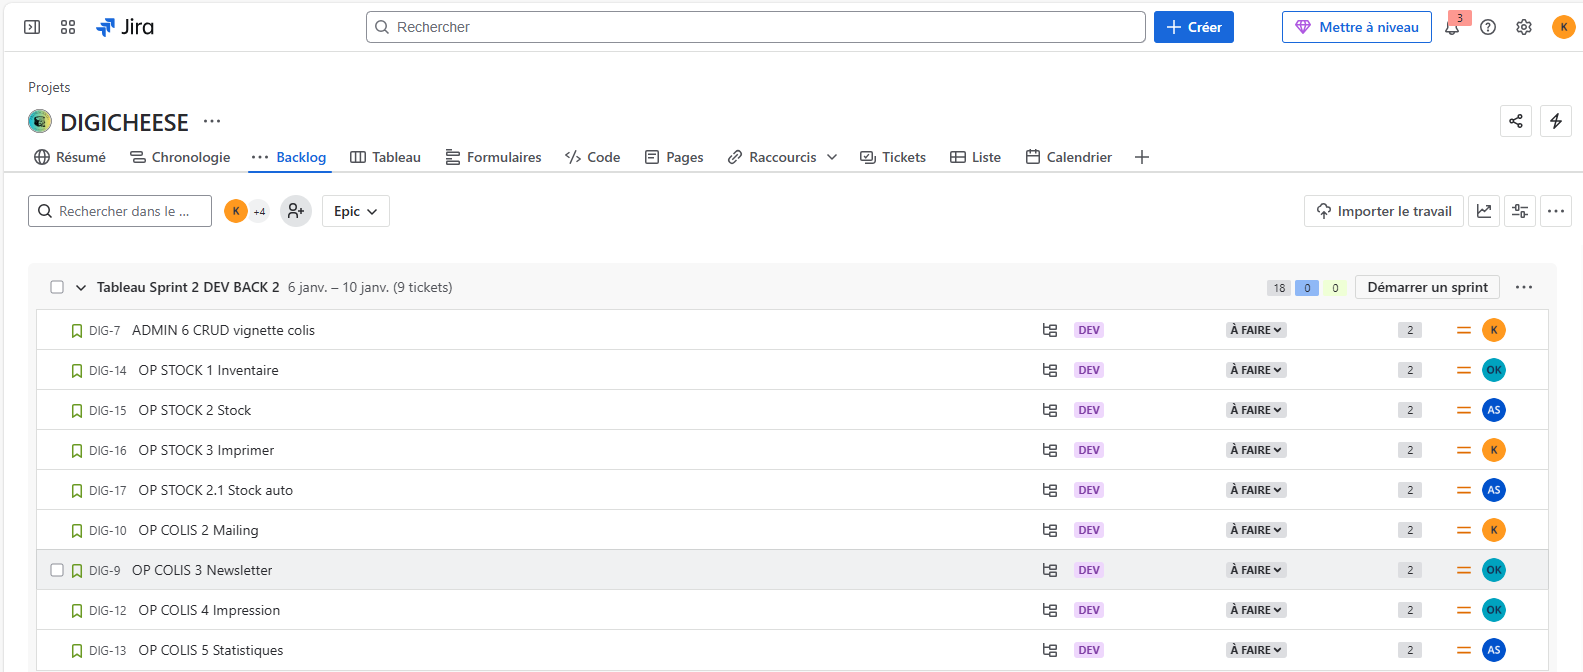 Jira
Rechercher
Créer
Mettre à niveau
3
K
Projets
DIGICHEESE
Résumé
Chronologie
Backlog
Tableau
Formulaires
Code
Pages
Raccourcis
Tickets
Liste
Calendrier
Rechercher dans le ...
K
+4
Epic
Importer le travail
Tableau Sprint 2 DEV BACK 2 6 janv. – 10 janv. (9 tickets) 18 0 0 Démarrer un sprint
DIG-7 ADMIN 6 CRUD vignette colis DEV À FAIRE 2 K
DIG-14 OP STOCK 1 Inventaire DEV À FAIRE 2 OK
DIG-15 OP STOCK 2 Stock DEV À FAIRE 2 AS
DIG-16 OP STOCK 3 Imprimer DEV À FAIRE 2 K
DIG-17 OP STOCK 2.1 Stock auto DEV À FAIRE 2 AS
DIG-10 OP COLIS 2 Mailing DEV À FAIRE 2 K
DIG-9 OP COLIS 3 Newsletter DEV À FAIRE 2 OK
DIG-12 OP COLIS 4 Impression DEV À FAIRE 2 OK
DIG-13 OP COLIS 5 Statistiques DEV À FAIRE 2 AS